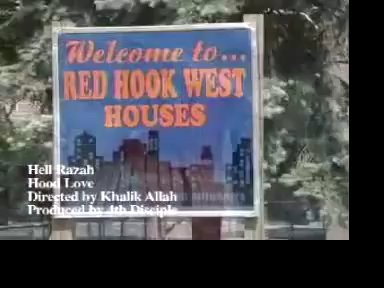 Welcome to...
RED HOOK WEST
HOUSES
Hell Razah
Hood Love
Directed by Khalik Allah
Produced by 4th Disciple